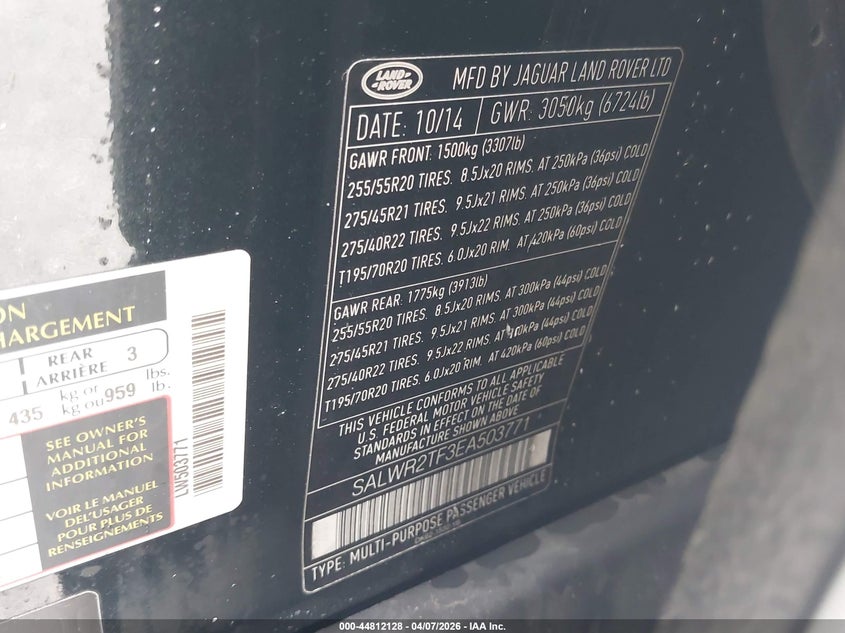 LAND-
-ROVER
MFD BY JAGUAR LAND ROVER LTD
DATE: 10/14 GWR: 3050kg (6724lb)
GAWR FRONT: 1500kg (3307lb)
255/55R20 TIRES. 8.5Jx20 RIMS. AT 250kPa (36psi) COLD
275/45R21 TIRES. 9.5Jx21 RIMS. AT 250kPa (36psi) COLD
275/40R22 TIRES. 9.5Jx22 RIMS. AT 250kPa (36psi) COLD
T195/70R20 TIRES. 6.0Jx20 RIM. AT 420kPa (60psi) COLD
GAWR REAR: 1775kg (3913lb)
255/55R20 TIRES. 8.5Jx20 RIMS. AT 300kPa (44psi) COLD
275/45R21 TIRES. 9.5Jx21 RIMS. AT 300kPa (44psi) COLD
275/40R22 TIRES. 9.5Jx22 RIMS. AT (44psi) COLD
T195/70R20 TIRES. 6.0Jx20 RIM. AT 420kPa (60psi) COLD
THIS VEHICLE CONFORMS TO ALL APPLICABLE
U.S. FEDERAL MOTOR VEHICLE SAFETY
STANDARDS IN EFFECT ON THE DATE OF
MANUFACTURE SHOWN ABOVE
SALWR2TF3EA503771
TYPE: MULTI-PURPOSE PASSENGER VEHICLE
ON
HARGEMENT
REAR
ARRIÈRE 3
435 kg or
kg ou 959 lbs.
lb.
SEE OWNER'S
MANUAL FOR
ADDITIONAL
INFORMATION
VOIR LE MANUEL
DE L'USAGER
POUR PLUS DE
RENSEIGNEMENTS
LW503771
000-44812128 - 04/07/2026 - IAA Inc.